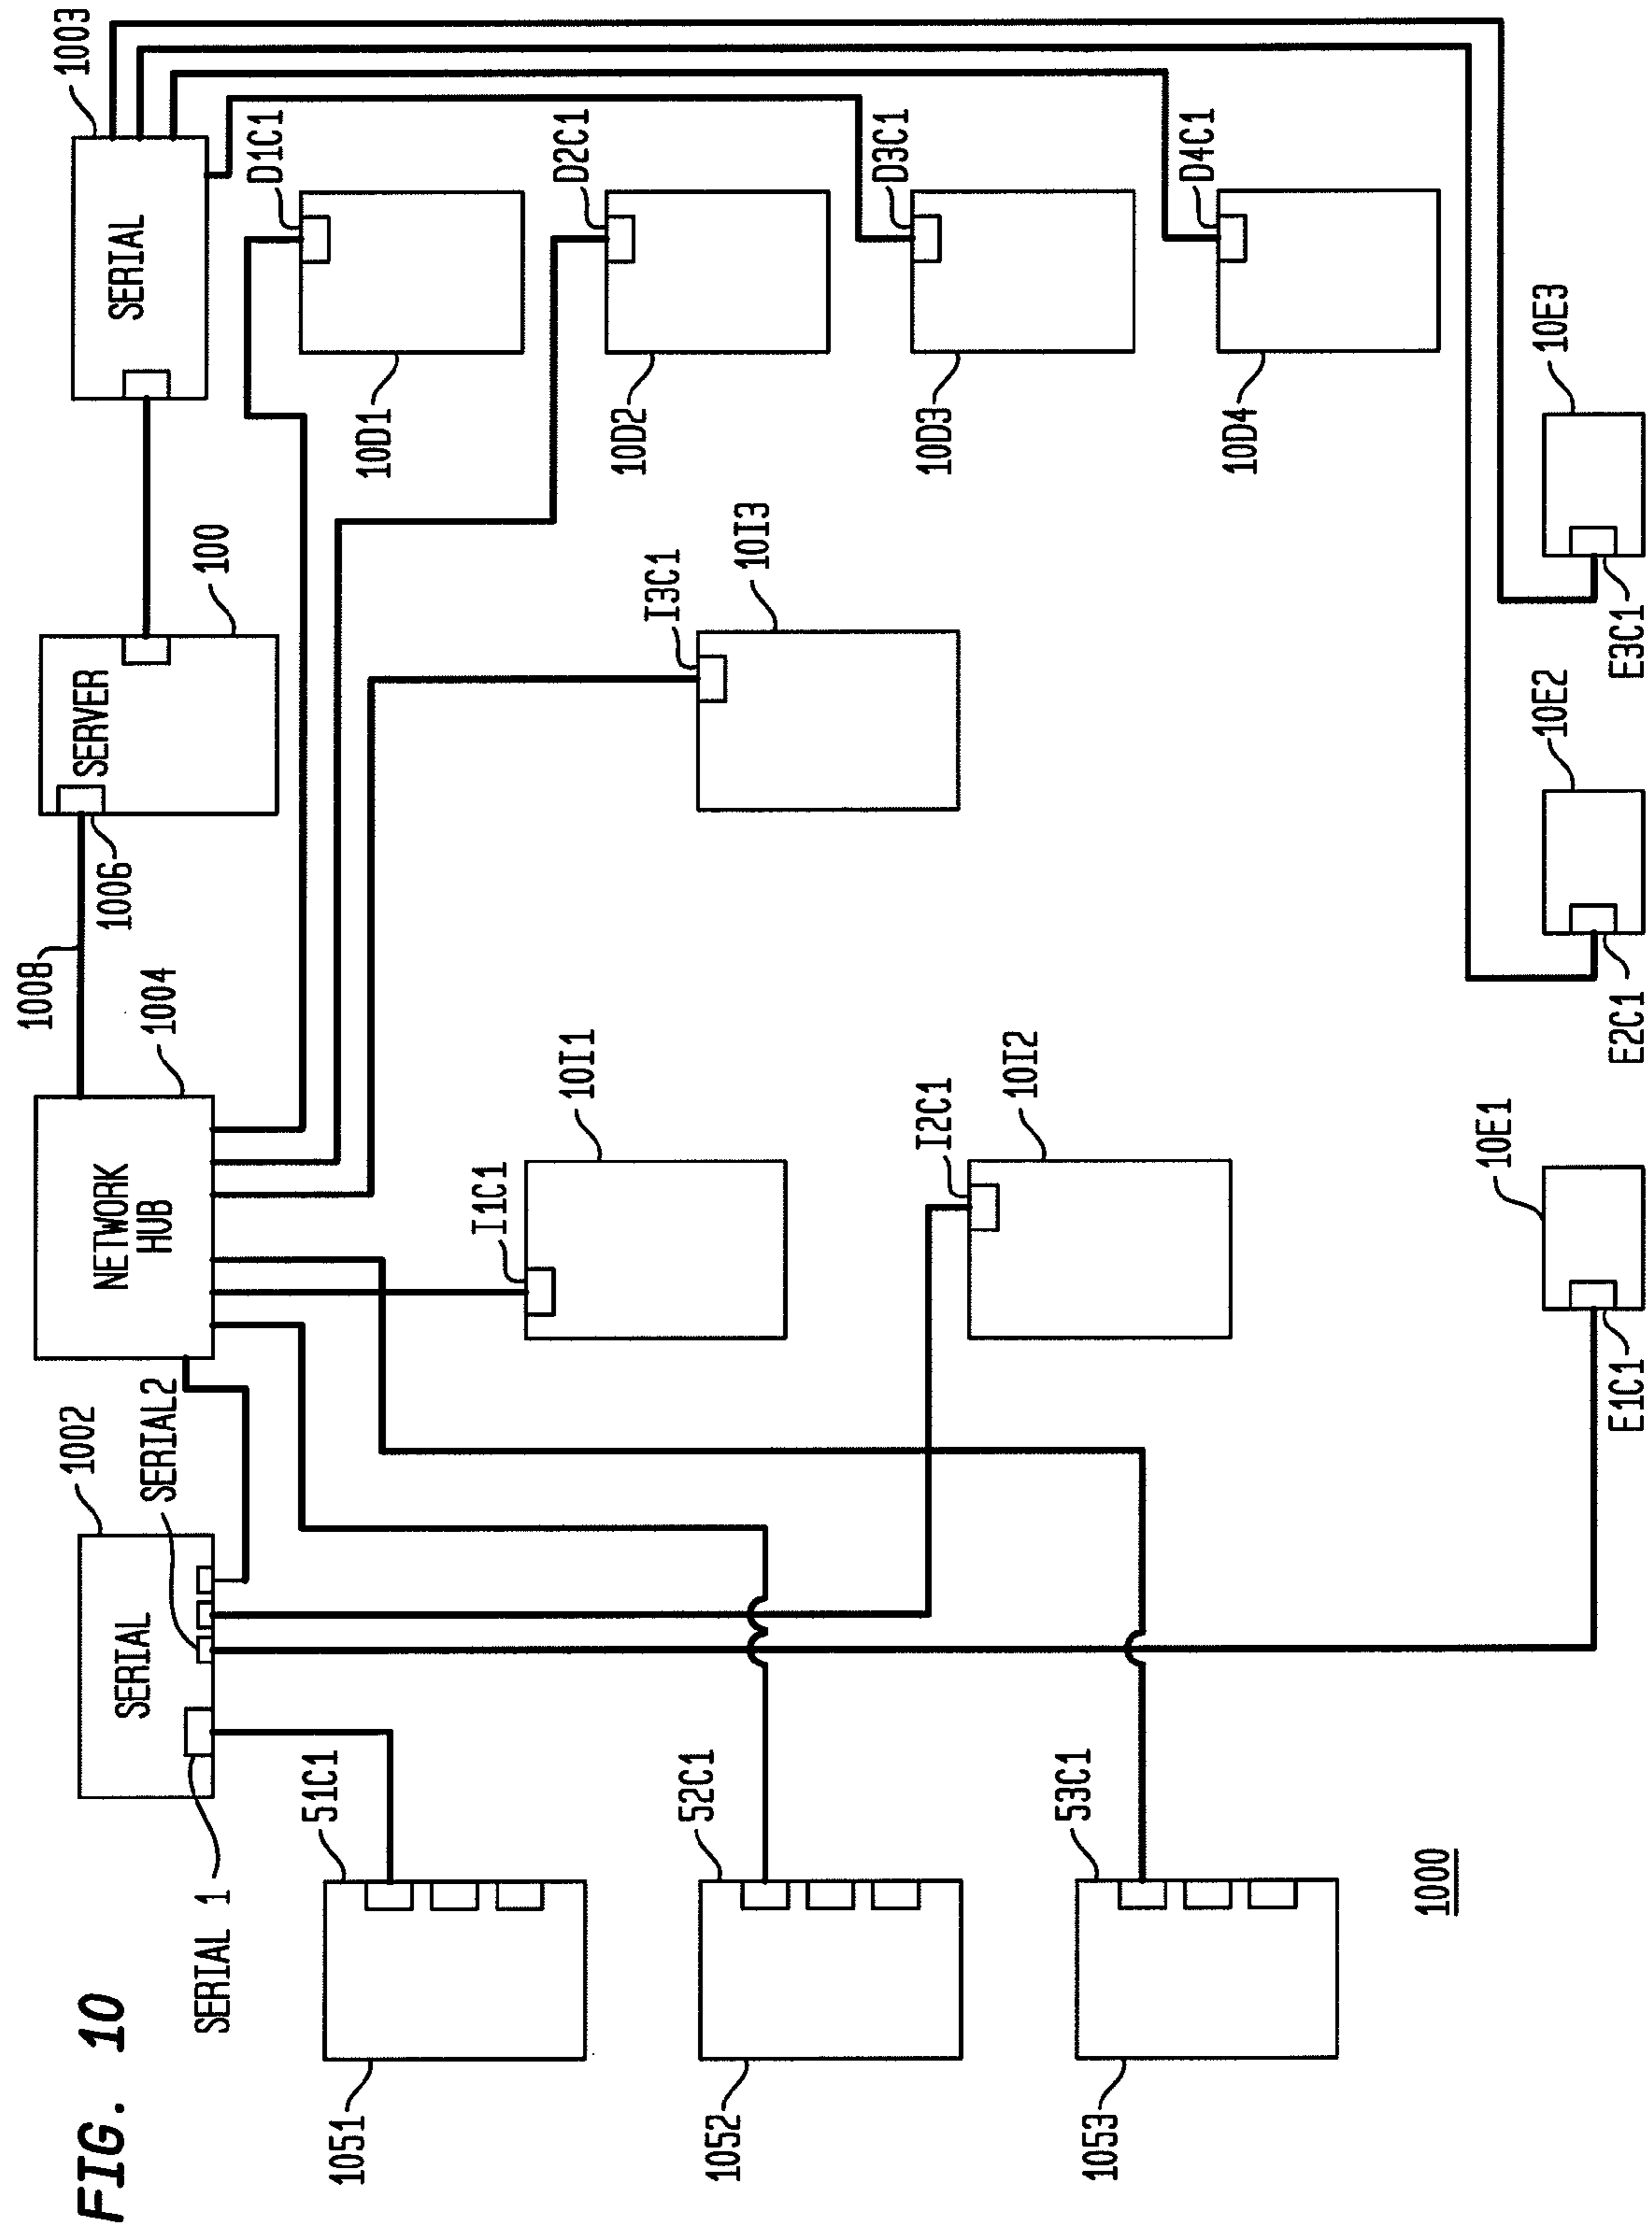 FIG. 10
1002
SERIAL
SERIAL 1
SERIAL2
NETWORK
HUB
1004
1008
1006
SERVER
100
SERIAL
1003
1051
51C1
1052
52C1
1053
53C1
I1C1
10I1
I2C1
10I2
I3C1
10I3
D1C1
10D1
D2C1
10D2
D3C1
10D3
D4C1
10D4
10E1
E1C1
10E2
E2C1
10E3
E3C1
1000